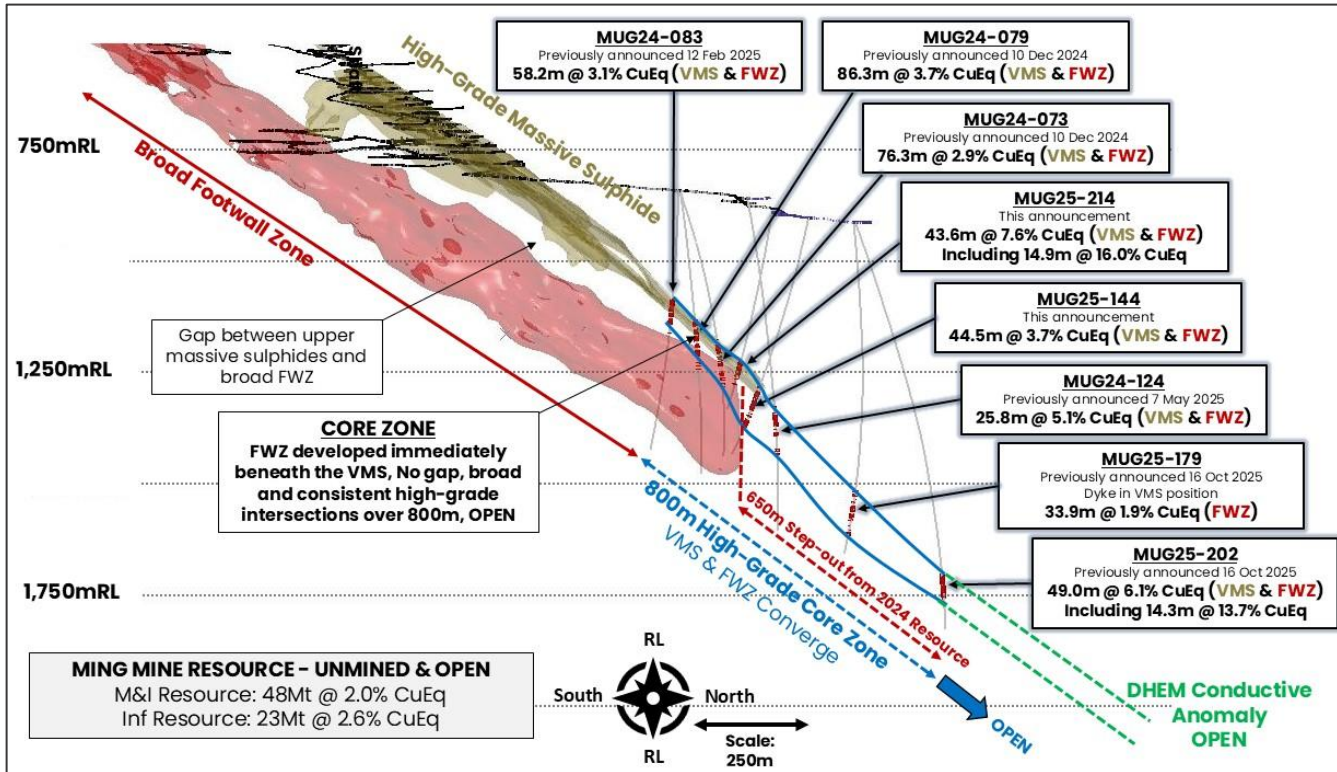 MUG24-083
Previously announced 12 Feb 2025
58.2m @ 3.1% CuEq (VMS & FWZ)
MUG24-079
Previously announced 10 Dec 2024
86.3m @ 3.7% CuEq (VMS & FWZ)
MUG24-073
Previously announced 10 Dec 2024
76.3m @ 2.9% CuEq (VMS & FWZ)
MUG25-214
This announcement
43.6m @ 7.6% CuEq (VMS & FWZ)
Including 14.9m @ 16.0% CuEq
MUG25-144
This announcement
44.5m @ 3.7% CuEq (VMS & FWZ)
MUG24-124
Previously announced 7 May 2025
25.8m @ 5.1% CuEq (VMS & FWZ)
MUG25-179
Previously announced 16 Oct 2025
Dyke in VMS position
33.9m @ 1.9% CuEq (FWZ)
MUG25-202
Previously announced 16 Oct 2025
49.0m @ 6.1% CuEq (VMS & FWZ)
Including 14.3m @ 13.7% CuEq
High-Grade Massive Sulphide
Broad Footwall Zone
750mRL
1,250mRL
1,750mRL
Gap between upper
massive sulphides and
broad FWZ
CORE ZONE
FWZ developed immediately
beneath the VMS, No gap, broad
and consistent high-grade
intersections over 800m, OPEN
650m Step-out from 2024 Resource
800m High-Grade Core Zone
VMS & FWZ Converge
OPEN
DHEM Conductive
Anomaly
OPEN
MING MINE RESOURCE - UNMINED & OPEN
M&I Resource: 48Mt @ 2.0% CuEq
Inf Resource: 23Mt @ 2.6% CuEq
RL
South
North
RL
Scale:
250m